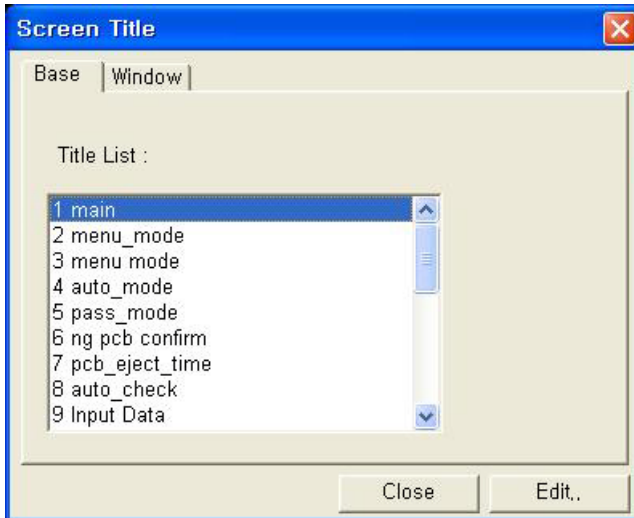 Screen Title
Base
Window
Title List :
1 main
2 menu_mode
3 menu mode
4 auto_mode
5 pass_mode
6 ng pcb confirm
7 pcb_eject_time
8 auto_check
9 Input Data
Close
Edit..